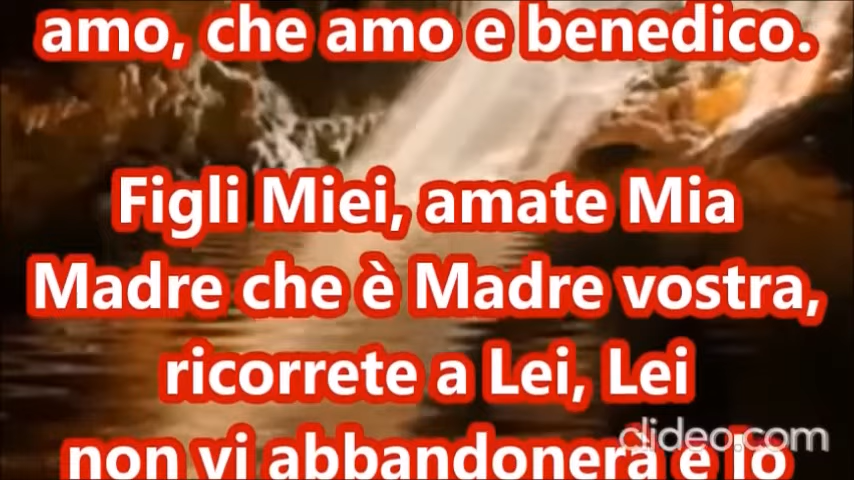 amo, che amo e benedico.
Figli Miei, amate Mia
Madre che è Madre vostra,
ricorrete a Lei, Lei
non vi abbandonerà e Io
clideo.com